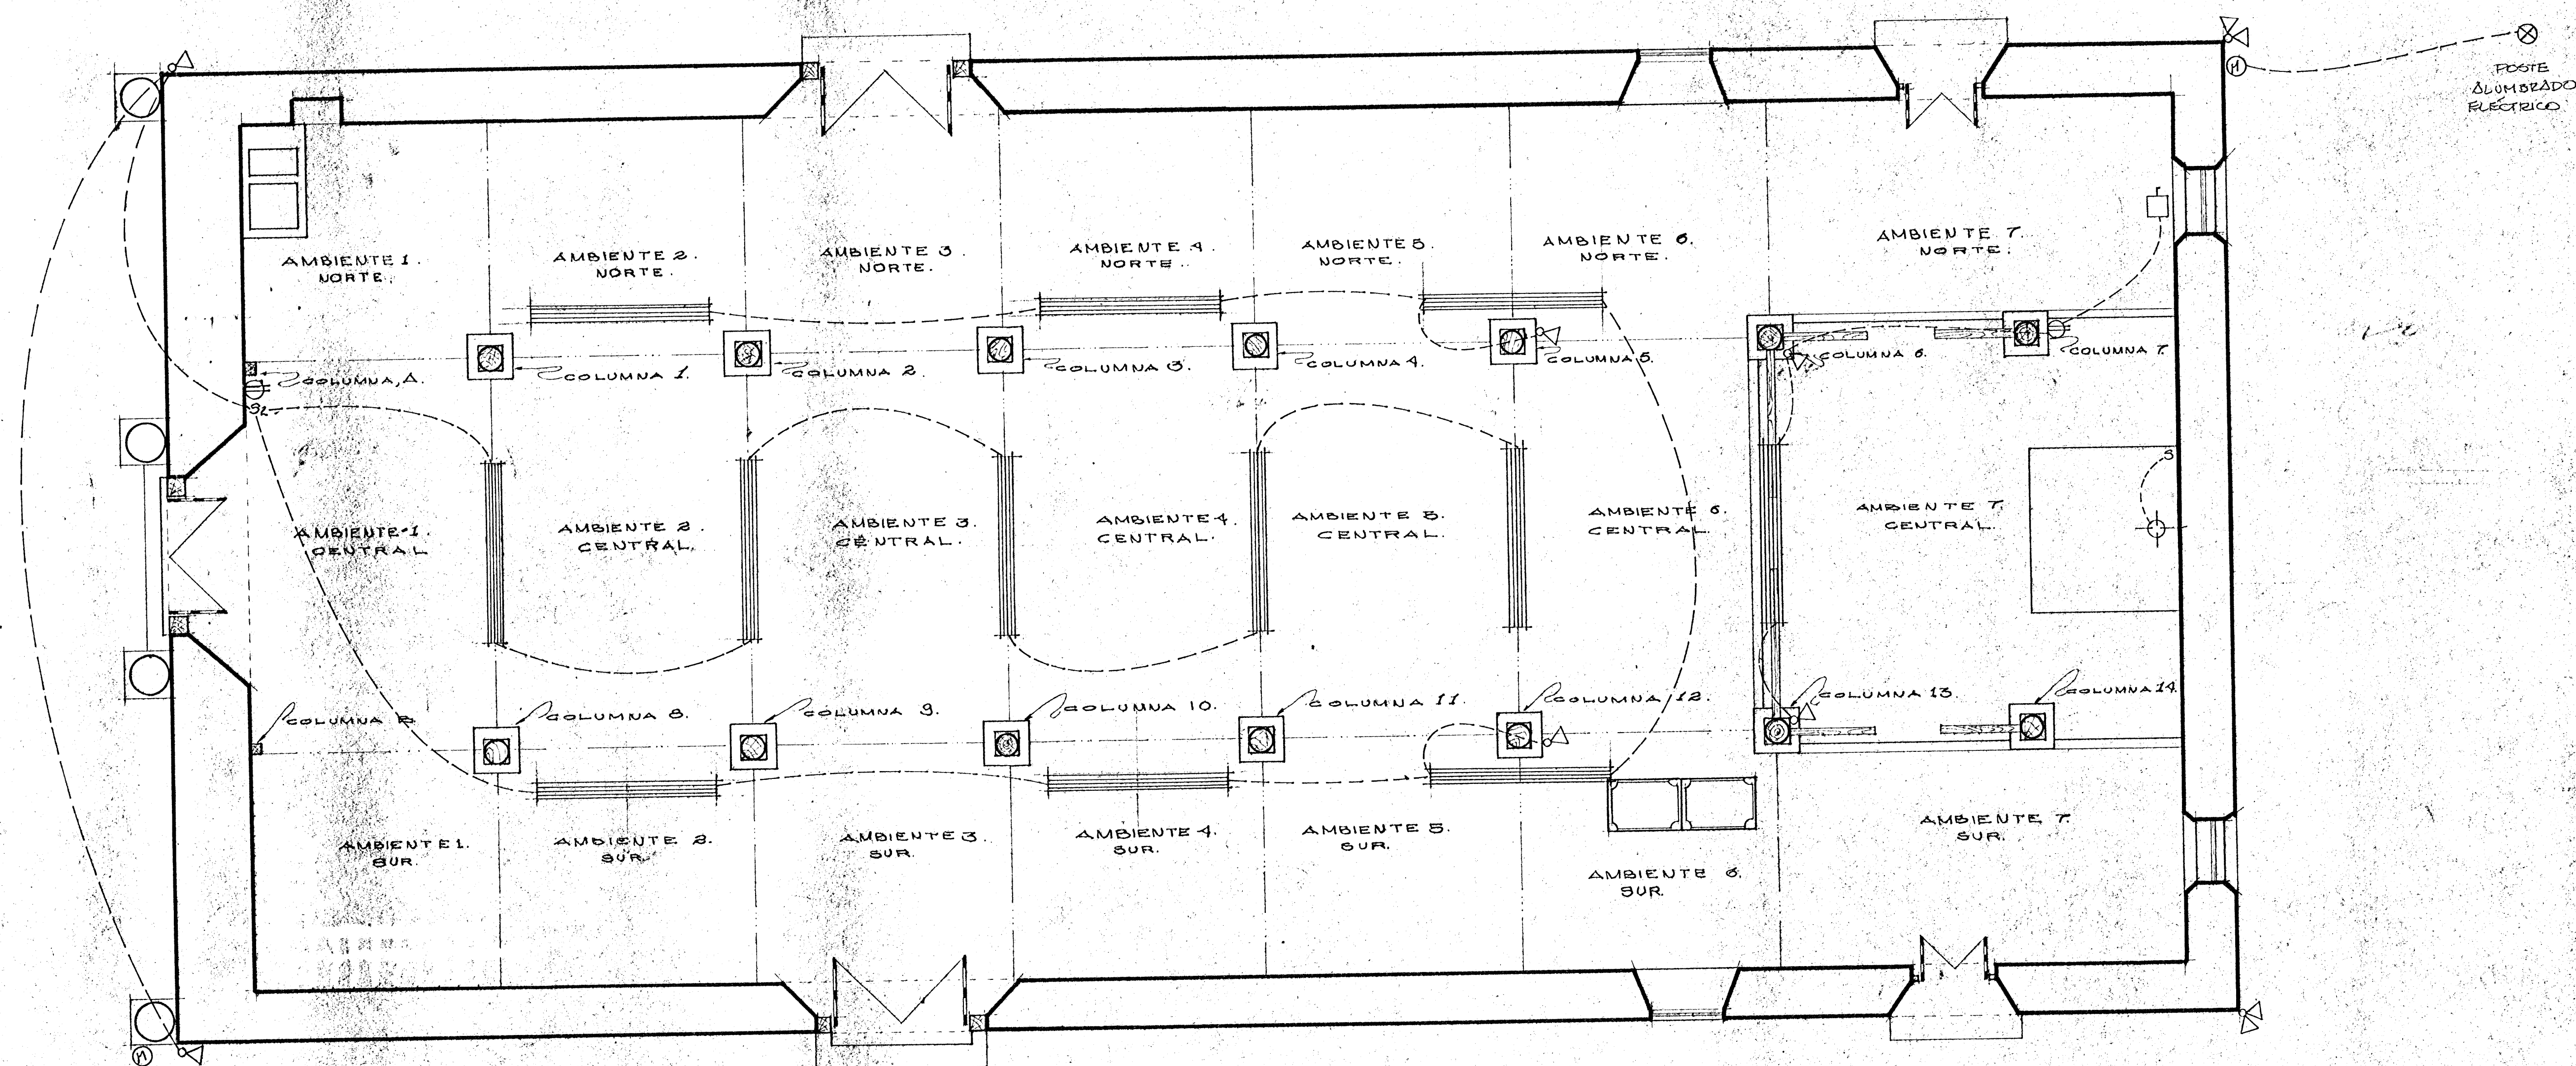 POSTE
ALUMBRADO
ELÉCTRICO
M
AMBIENTE 1.
NORTE.
AMBIENTE 2.
NORTE.
AMBIENTE 3.
NORTE.
AMBIENTE 4.
NORTE.
AMBIENTE 5.
NORTE.
AMBIENTE 6.
NORTE.
AMBIENTE 7.
NORTE.
COLUMNA, A.
COLUMNA 1.
COLUMNA 2.
COLUMNA 3.
COLUMNA 4.
COLUMNA 5.
COLUMNA 6.
COLUMNA 7.
S2
S
AMBIENTE 1.
CENTRAL
AMBIENTE 2.
CENTRAL.
AMBIENTE 3.
CENTRAL.
AMBIENTE 4.
CENTRAL.
AMBIENTE 5.
CENTRAL.
AMBIENTE 6.
CENTRAL.
AMBIENTE 7.
CENTRAL.
COLUMNA
COLUMNA 8.
COLUMNA 9.
COLUMNA 10.
COLUMNA 11.
COLUMNA 12.
COLUMNA 13.
COLUMNA 14.
AMBIENTE 1.
SUR.
AMBIENTE 2.
SUR.
AMBIENTE 3.
SUR.
AMBIENTE 4.
SUR.
AMBIENTE 5.
SUR.
AMBIENTE 6.
SUR.
AMBIENTE 7.
SUR.
M